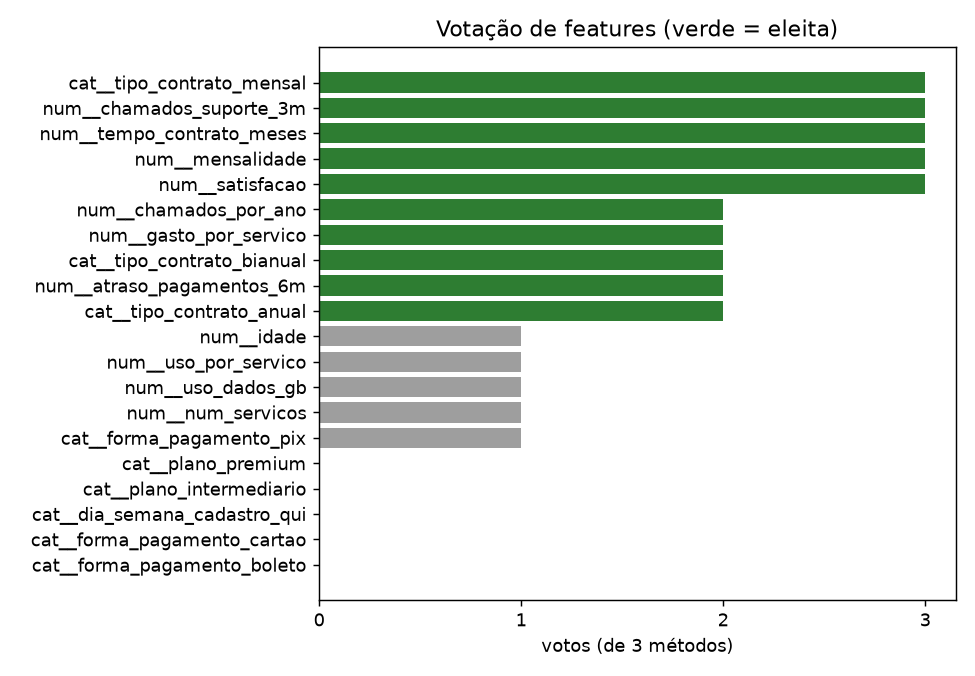 Votação de features (verde = eleita)
cat__tipo_contrato_mensal
num__chamados_suporte_3m
num__tempo_contrato_meses
num__mensalidade
num__satisfacao
num__chamados_por_ano
num__gasto_por_servico
cat__tipo_contrato_bianual
num__atraso_pagamentos_6m
cat__tipo_contrato_anual
num__idade
num__uso_por_servico
num__uso_dados_gb
num__num_servicos
cat__forma_pagamento_pix
cat__plano_premium
cat__plano_intermediario
cat__dia_semana_cadastro_qui
cat__forma_pagamento_cartao
cat__forma_pagamento_boleto
0 1 2 3
votos (de 3 métodos)